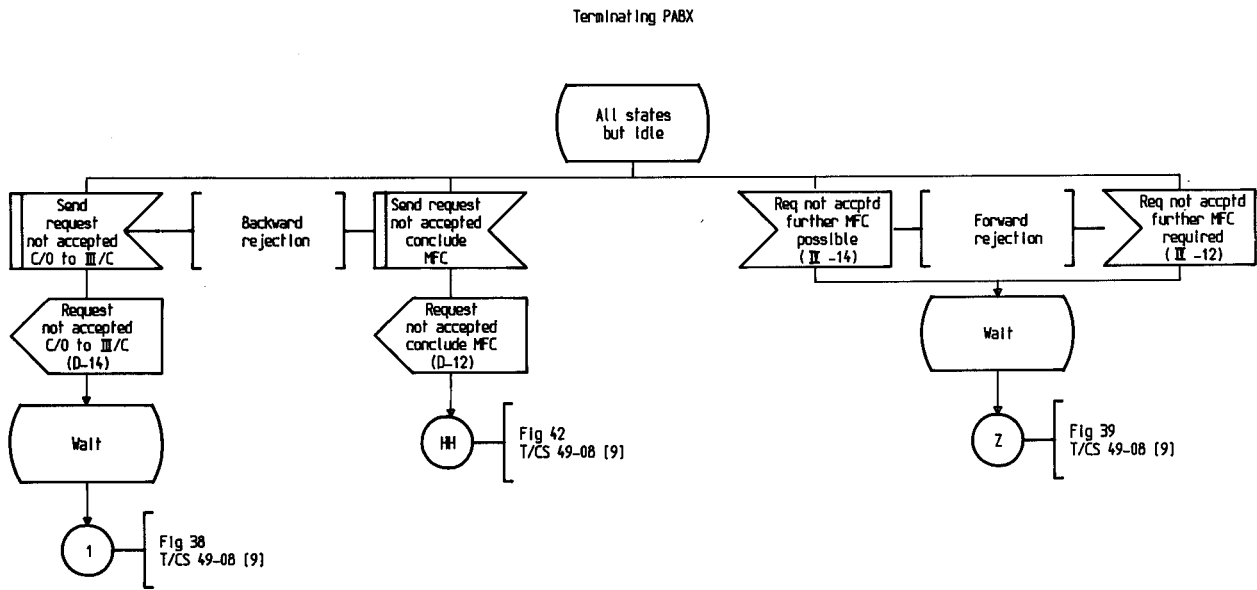 Terminating PABX
All states
but Idle
Send
request
not accepted
C/O to III/C
Backward
rejection
Send request
not accepted
conclude
MFC
Req not accptd
further MFC
possible
(II -14)
Forward
rejection
Req not accptd
further MFC
required
(II -12)
Request
not accepted
C/O to III/C
(D-14)
Request
not accepted
conclude MFC
(D-12)
Wait
Wait
HH
Fig 42
T/CS 49-08 [9]
Z
Fig 39
T/CS 49-08 [9]
1
Fig 38
T/CS 49-08 [9]